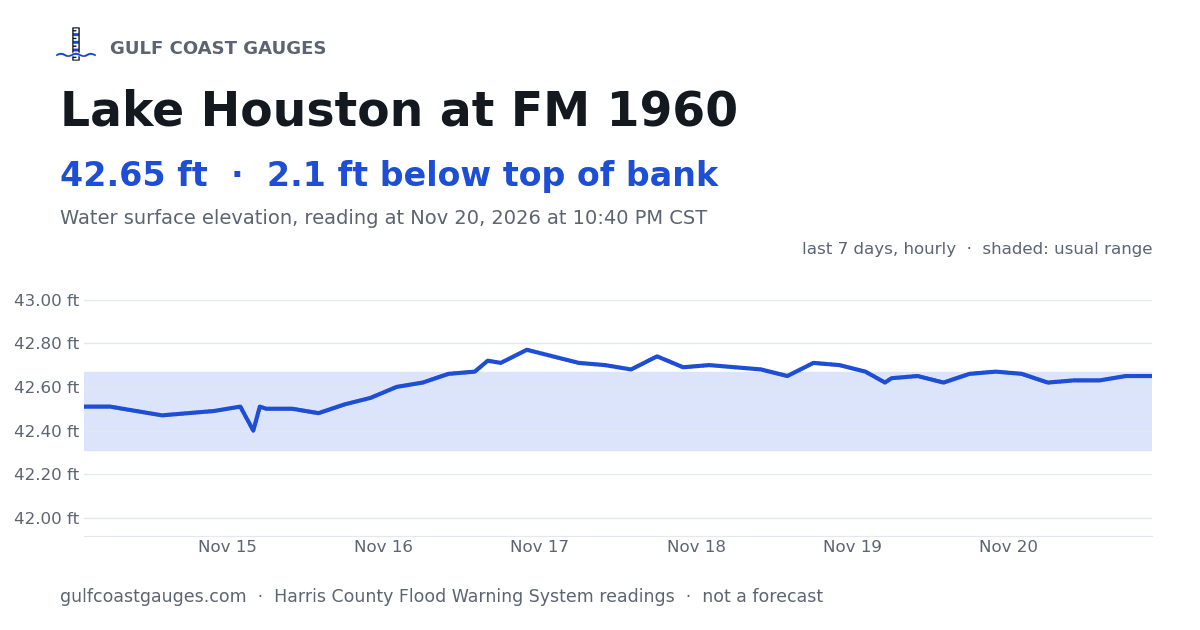 GULF COAST GAUGES
Lake Houston at FM 1960
42.65 ft · 2.1 ft below top of bank
Water surface elevation, reading at Nov 20, 2026 at 10:40 PM CST
last 7 days, hourly · shaded: usual range
43.00 ft
42.80 ft
42.60 ft
42.40 ft
42.20 ft
42.00 ft
Nov 15 Nov 16 Nov 17 Nov 18 Nov 19 Nov 20
gulfcoastgauges.com · Harris County Flood Warning System readings · not a forecast